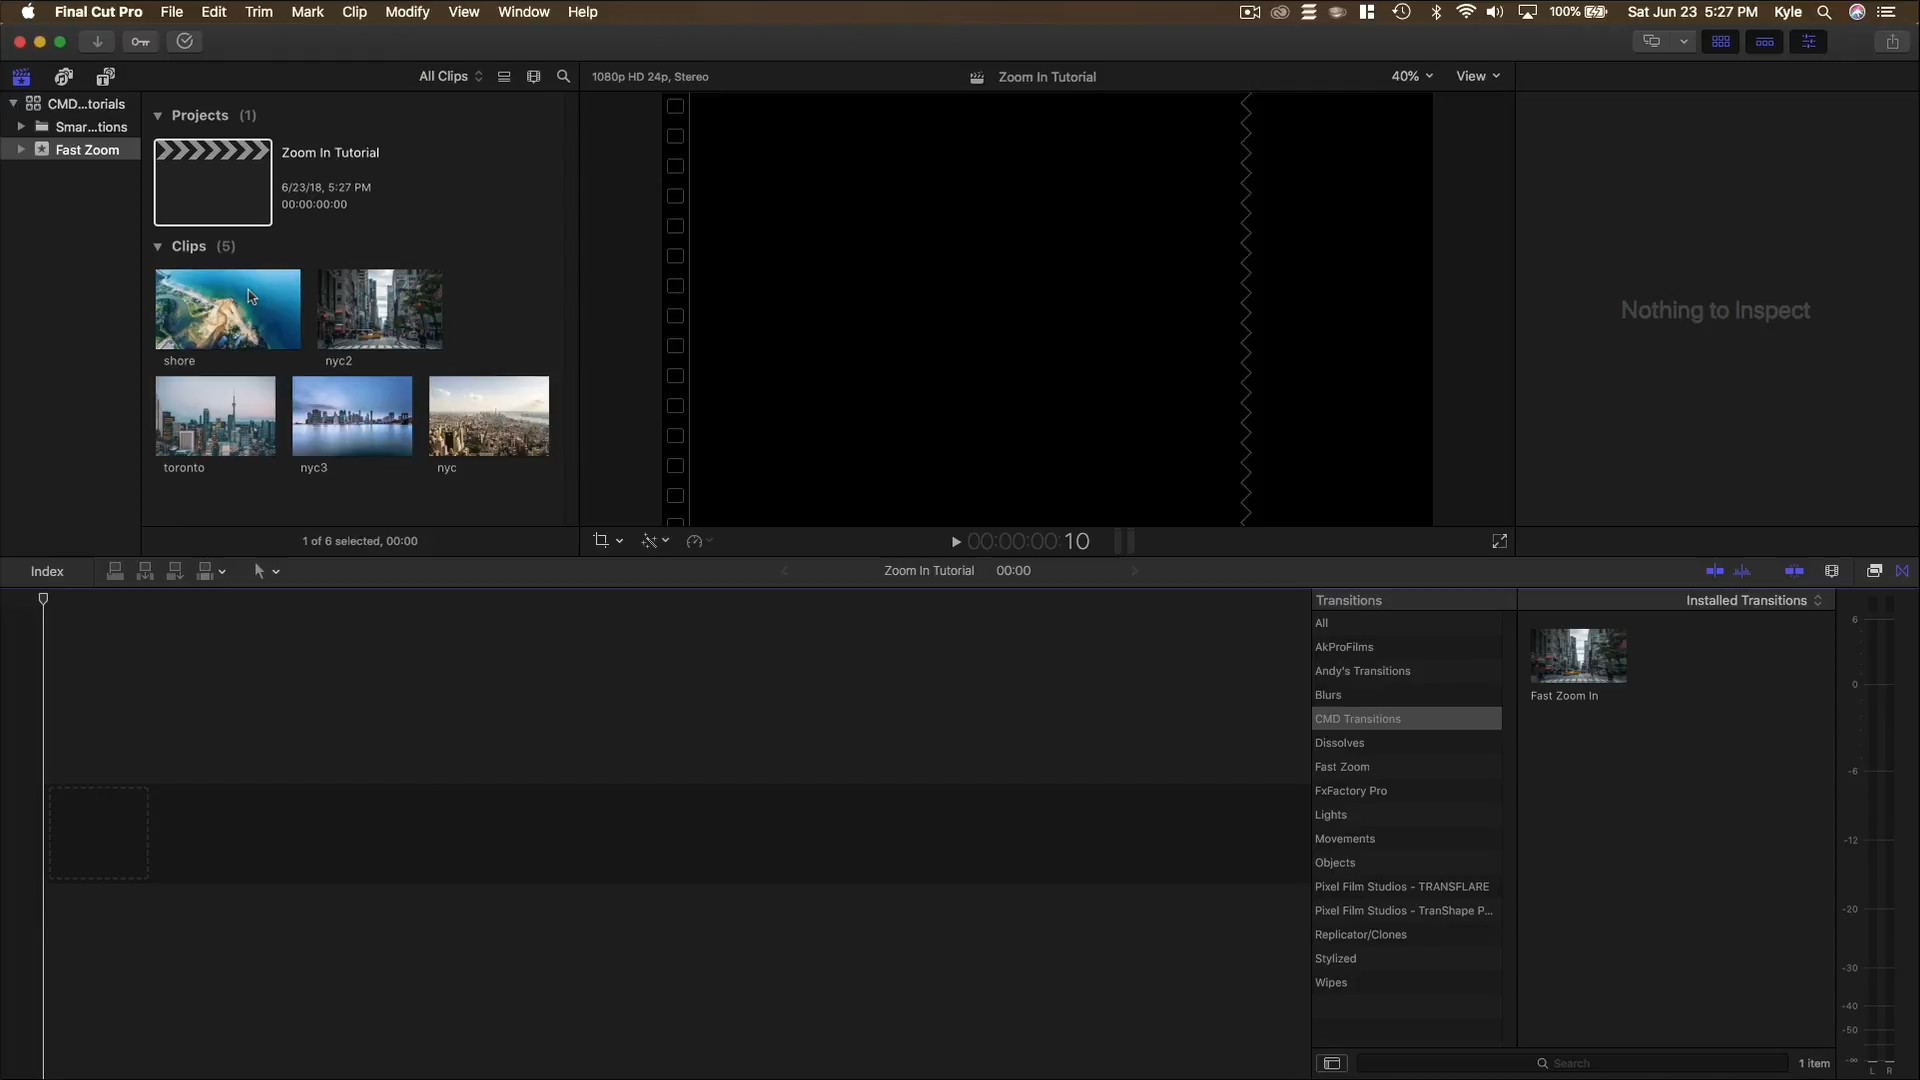 Final Cut Pro File Edit Trim Mark Clip Modify View Window Help 100% Sat Jun 23 5:27 PM Kyle
All Clips 1080p HD 24p, Stereo Zoom In Tutorial 40% View
CMD...torials
Smar...tions
Fast Zoom
Projects (1)
Zoom In Tutorial
6/23/18, 5:27 PM
00:00:00:00
Clips (5)
shore nyc2
toronto nyc3 nyc
Nothing to Inspect
1 of 6 selected, 00:00
00:00:00:10
Index Zoom In Tutorial 00:00
Transitions
All
AkProFilms
Andy's Transitions
Blurs
CMD Transitions
Dissolves
Fast Zoom
FxFactory Pro
Lights
Movements
Objects
Pixel Film Studios - TRANSFLARE
Pixel Film Studios - TranShape P...
Replicator/Clones
Stylized
Wipes
Installed Transitions
Fast Zoom In
Search
1 item
6
0
-6
-12
-20
-30
-40
-50
-∞
L R